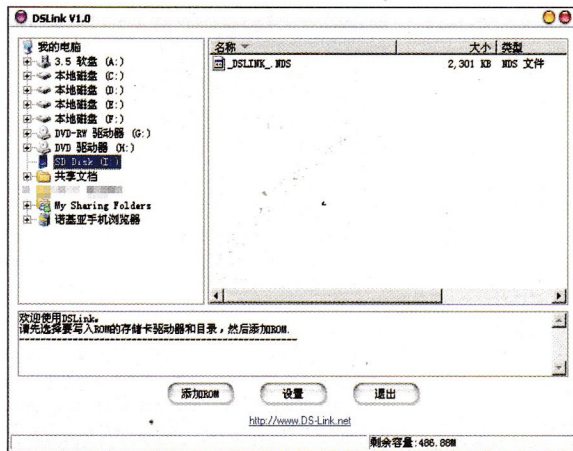 DSLink V1.0
我的电脑
3.5 软盘 (A:)
本地磁盘 (C:)
本地磁盘 (D:)
本地磁盘 (E:)
本地磁盘 (F:)
DVD-RW 驱动器 (G:)
DVD 驱动器 (H:)
SD Disk (I:)
共享文档
My Sharing Folders
诺基亚手机浏览器
名称 大小 类型
_DSLINK_.NDS 2,301 KB NDS 文件
欢迎使用DSLink。
请先选择要写入ROM的存储卡驱动器和目录，然后添加ROM.
添加ROM 设置 退出
http://www.DS-Link.net
剩余容量:486.88M